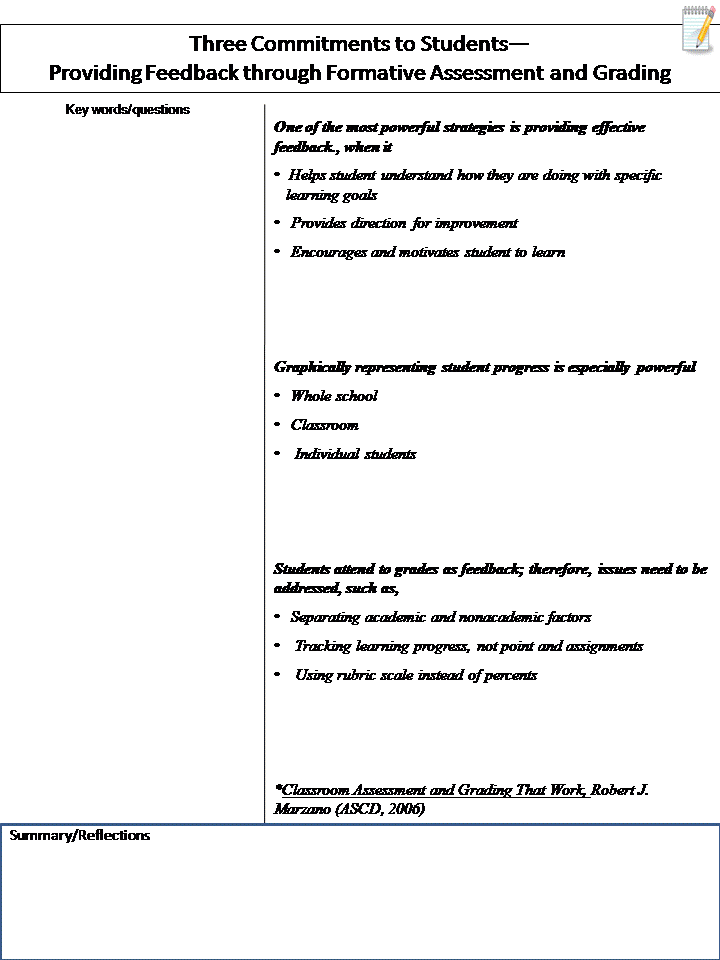 Three Commitments to Students—
Providing Feedback through Formative Assessment and Grading
Key words/questions
One of the most powerful strategies is providing effective
feedback., when it
• Helps student understand how they are doing with specific
learning goals
• Provides direction for improvement
• Encourages and motivates student to learn
Graphically representing student progress is especially powerful
• Whole school
• Classroom
• Individual students
Students attend to grades as feedback; therefore, issues need to be
addressed, such as,
• Separating academic and nonacademic factors
• Tracking learning progress, not point and assignments
• Using rubric scale instead of percents
*Classroom Assessment and Grading That Work, Robert J.
Marzano (ASCD, 2006)
Summary/Reflections